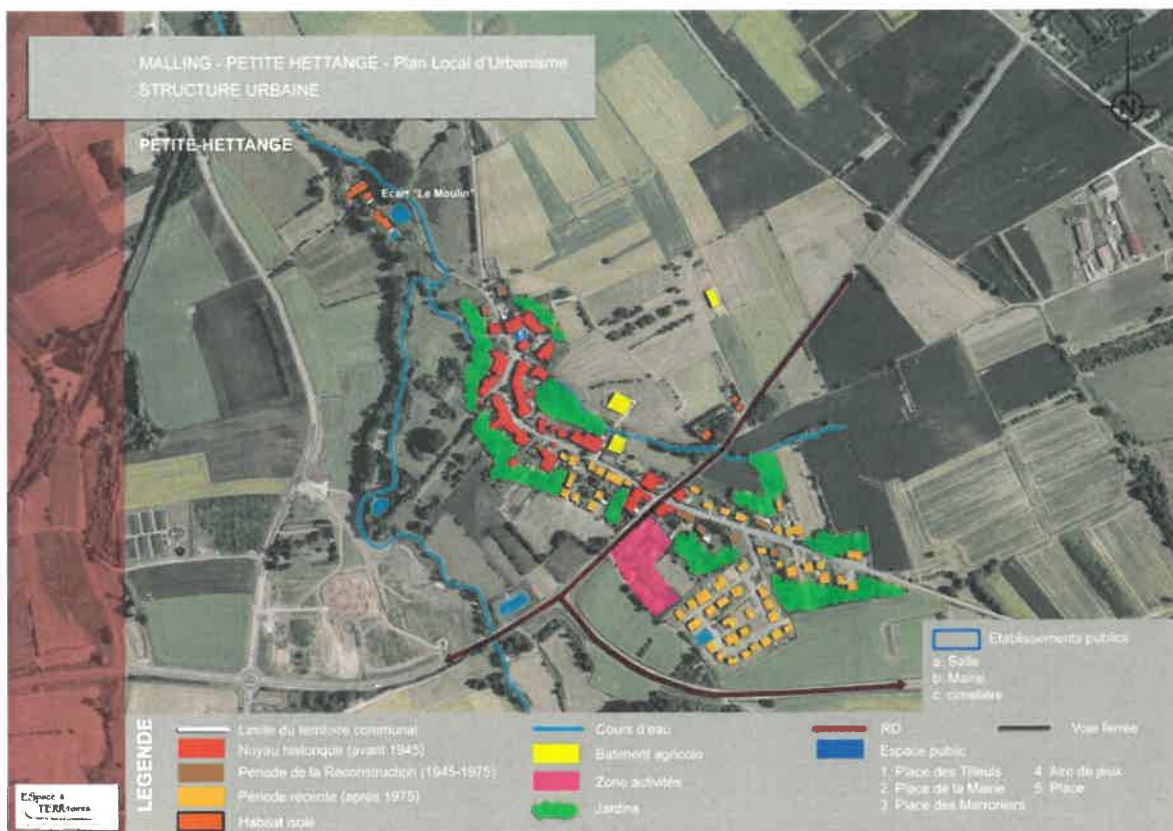 MALLING - PETITE HETTANGE - Plan Local d'Urbanisme
STRUCTURE URBAINE
PETITE-HETTANGE
Ecart "Le Moulin"
N
Etablissements publics
a: Salle
b: Mairie
c: cimetière
LEGENDE
Limite du territoire communal
Noyau historique (avant 1945)
Période de la Reconstruction (1945-1975)
Période récente (après 1975)
Habitat isolé
Cours d'eau
Batiment agricole
Zone activités
Jardins
RD
Voie ferrée
Espace public
1: Place des Tilleuls
2: Place de la Mairie
3: Place des Marroniers
4: Aire de jeux
5: Place
ESpace &
TERRitoires